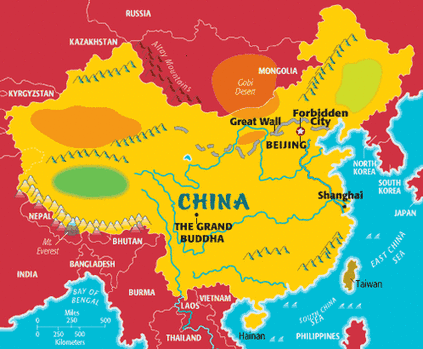 RUSSIA
KAZAKHSTAN
Altay Mountains
MONGOLIA
Gobi
Desert
KYRGYZSTAN
Forbidden
City
Great Wall
BEIJING
NORTH
KOREA
SOUTH
KOREA
Shanghai
JAPAN
CHINA
NEPAL
THE GRAND
BUDDHA
Mt.
Everest
BHUTAN
EAST CHINA
SEA
BANGLADESH
INDIA
Taiwan
BAY OF
BENGAL
BURMA
VIETNAM
LAOS
SOUTH CHINA
SEA
Miles
0 250 500
0 250 500
Kilometers
THAILAND
Hainan
PHILIPPINES